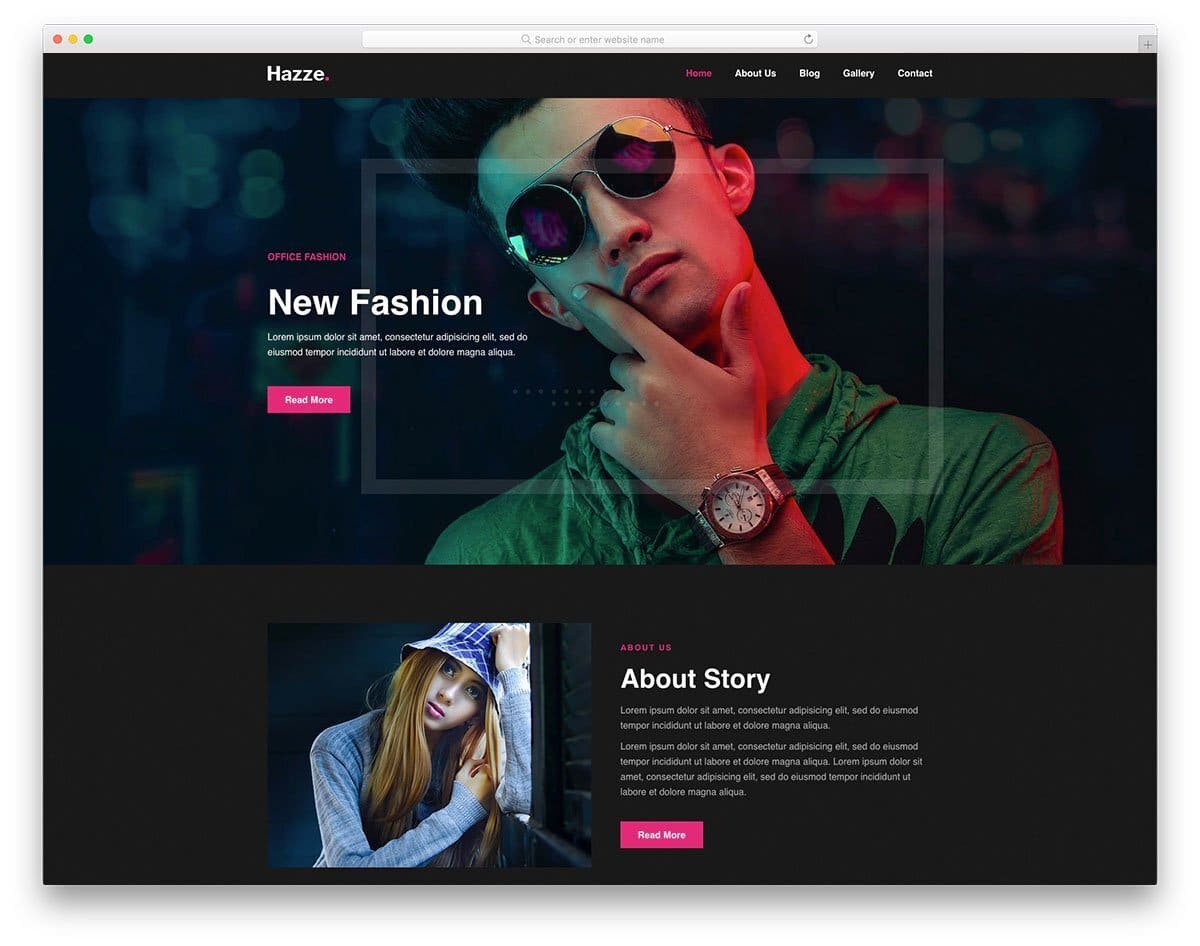 Search or enter website name
Hazze.
Home About Us Blog Gallery Contact
OFFICE FASHION
New Fashion
Lorem ipsum dolor sit amet, consectetur adipisicing elit, sed do
eiusmod tempor incididunt ut labore et dolore magna aliqua.
Read More
ABOUT US
About Story
Lorem ipsum dolor sit amet, consectetur adipisicing elit, sed do eiusmod
tempor incididunt ut labore et dolore magna aliqua.
Lorem ipsum dolor sit amet, consectetur adipisicing elit, sed do eiusmod
tempor incididunt ut labore et dolore magna aliqua. Lorem ipsum dolor sit
amet, consectetur adipisicing elit, sed do eiusmod tempor incididunt ut
labore et dolore magna aliqua.
Read More